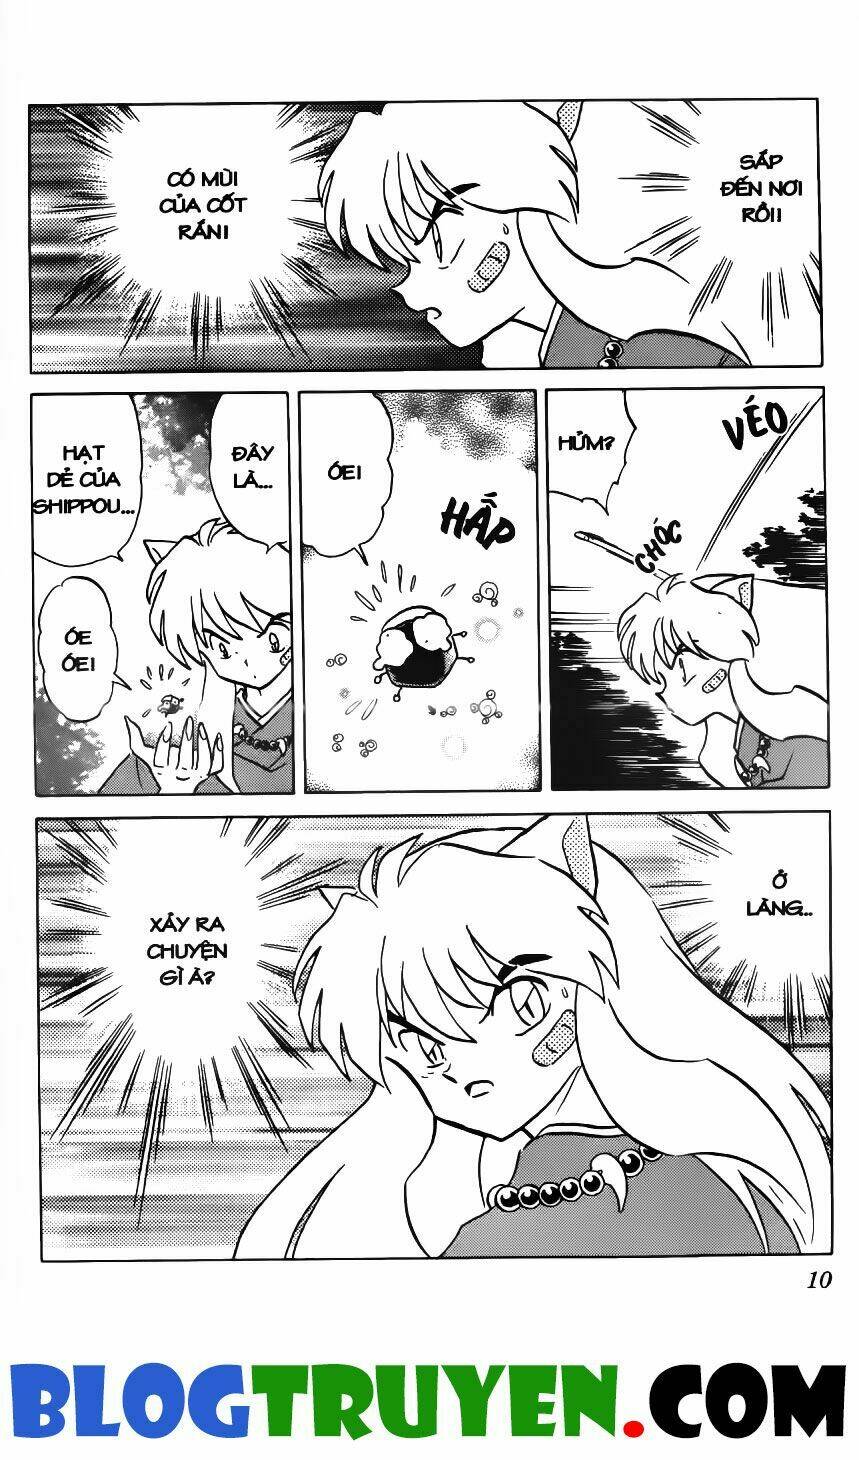 SẮP
ĐẾN NƠI
RỒI!
CÓ MÙI
CỦA CỐT
RẮN!
VÉO
HỬM?
CHÓC
ÓE!
HẤP
ĐÂY
LÀ...
HẠT
DẺ CỦA
SHIPPOU...
ÓE
ÓE!
Ở
LÀNG...
XẢY RA
CHUYỆN
GÌ À?
10
BLOGTRUYEN.COM